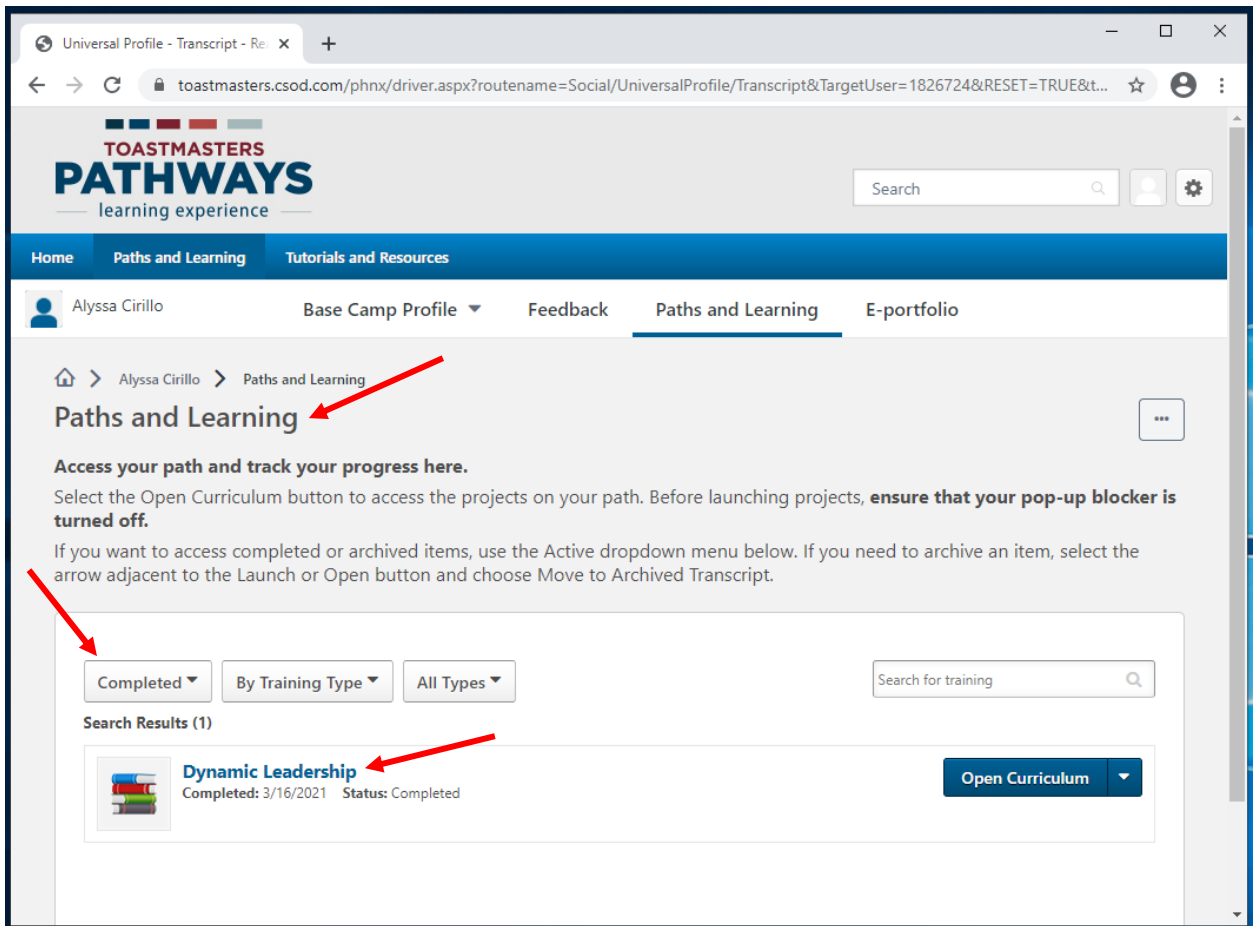 Universal Profile - Transcript - Re
toastmasters.csod.com/phnx/driver.aspx?routename=Social/UniversalProfile/Transcript&TargetUser=1826724&RESET=TRUE&t...
TOASTMASTERS
PATHWAYS
learning experience
Search
Home Paths and Learning Tutorials and Resources
Alyssa Cirillo Base Camp Profile Feedback Paths and Learning E-portfolio
Alyssa Cirillo Paths and Learning
Paths and Learning
Access your path and track your progress here.
Select the Open Curriculum button to access the projects on your path. Before launching projects, ensure that your pop-up blocker is
turned off.
If you want to access completed or archived items, use the Active dropdown menu below. If you need to archive an item, select the
arrow adjacent to the Launch or Open button and choose Move to Archived Transcript.
Completed By Training Type All Types Search for training
Search Results (1)
Dynamic Leadership
Completed: 3/16/2021 Status: Completed
Open Curriculum